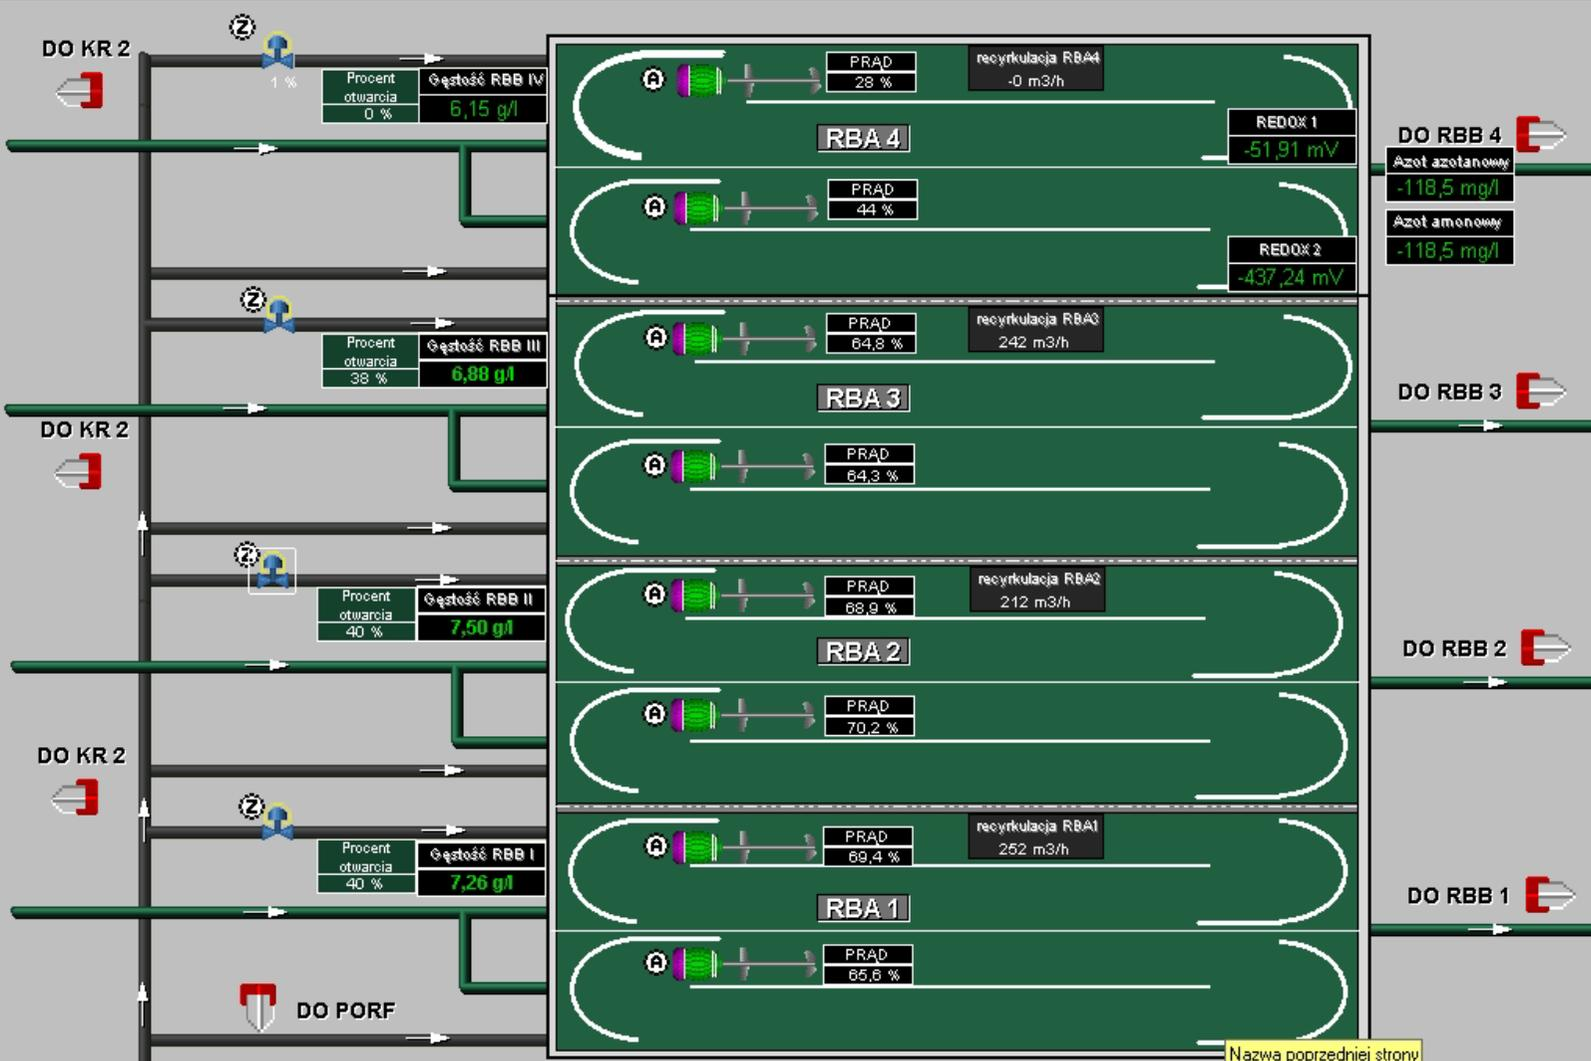 DO KR 2
Z
1 %
Procent
otwarcia
0 %
Gęstość RBB IV
6,15 g/l
A
PRĄD
28 %
recyrkulacja RBA4
-0 m3/h
RBA 4
REDOX 1
-51,91 mV
DO RBB 4
Azot azotanowy
-118,5 mg/l
Azot amonowy
-118,5 mg/l
A
PRĄD
44 %
REDOX 2
-437,24 mV
Z
Procent
otwarcia
38 %
Gęstość RBB III
6,88 g/l
A
PRĄD
64,8 %
recyrkulacja RBA3
242 m3/h
RBA 3
DO RBB 3
DO KR 2
A
PRĄD
64,3 %
Z
Procent
otwarcia
40 %
Gęstość RBB II
7,50 g/l
A
PRĄD
68,9 %
recyrkulacja RBA2
212 m3/h
RBA 2
DO RBB 2
A
PRĄD
70,2 %
DO KR 2
Z
Procent
otwarcia
40 %
Gęstość RBB I
7,26 g/l
A
PRĄD
69,4 %
recyrkulacja RBA1
252 m3/h
RBA 1
DO RBB 1
A
PRĄD
65,6 %
DO PORF
Nazwa poprzedniej strony